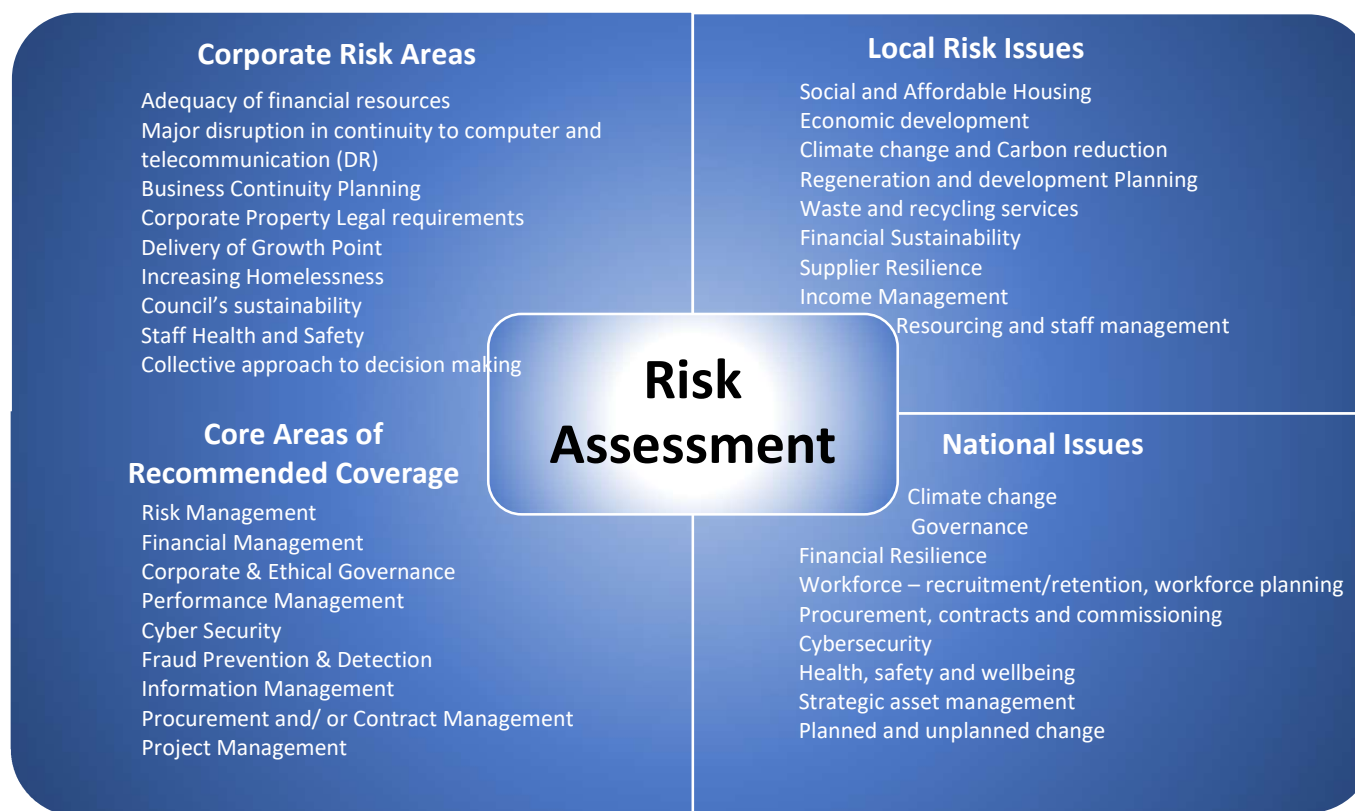 Corporate Risk Areas
Adequacy of financial resources
Major disruption in continuity to computer and
telecommunication (DR)
Business Continuity Planning
Corporate Property Legal requirements
Delivery of Growth Point
Increasing Homelessness
Council’s sustainability
Staff Health and Safety
Collective approach to decision making
Local Risk Issues
Social and Affordable Housing
Economic development
Climate change and Carbon reduction
Regeneration and development Planning
Waste and recycling services
Financial Sustainability
Supplier Resilience
Income Management
Resourcing and staff management
Risk
Assessment
Core Areas of
Recommended Coverage
Risk Management
Financial Management
Corporate & Ethical Governance
Performance Management
Cyber Security
Fraud Prevention & Detection
Information Management
Procurement and/ or Contract Management
Project Management
National Issues
Climate change
Governance
Financial Resilience
Workforce – recruitment/retention, workforce planning
Procurement, contracts and commissioning
Cybersecurity
Health, safety and wellbeing
Strategic asset management
Planned and unplanned change